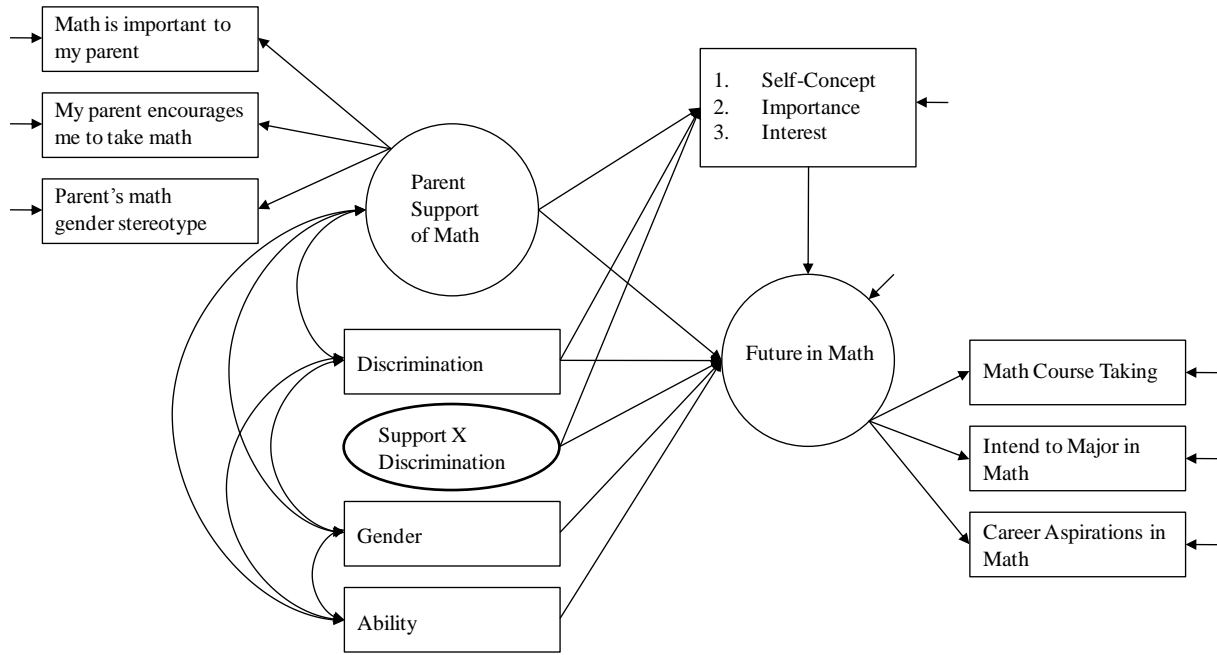 Math is important to
my parent
My parent encourages
me to take math
Parent’s math
gender stereotype
Parent
Support
of Math
1. Self-Concept
2. Importance
3. Interest
Discrimination
Support X
Discrimination
Gender
Ability
Future in Math
Math Course Taking
Intend to Major in
Math
Career Aspirations in
Math